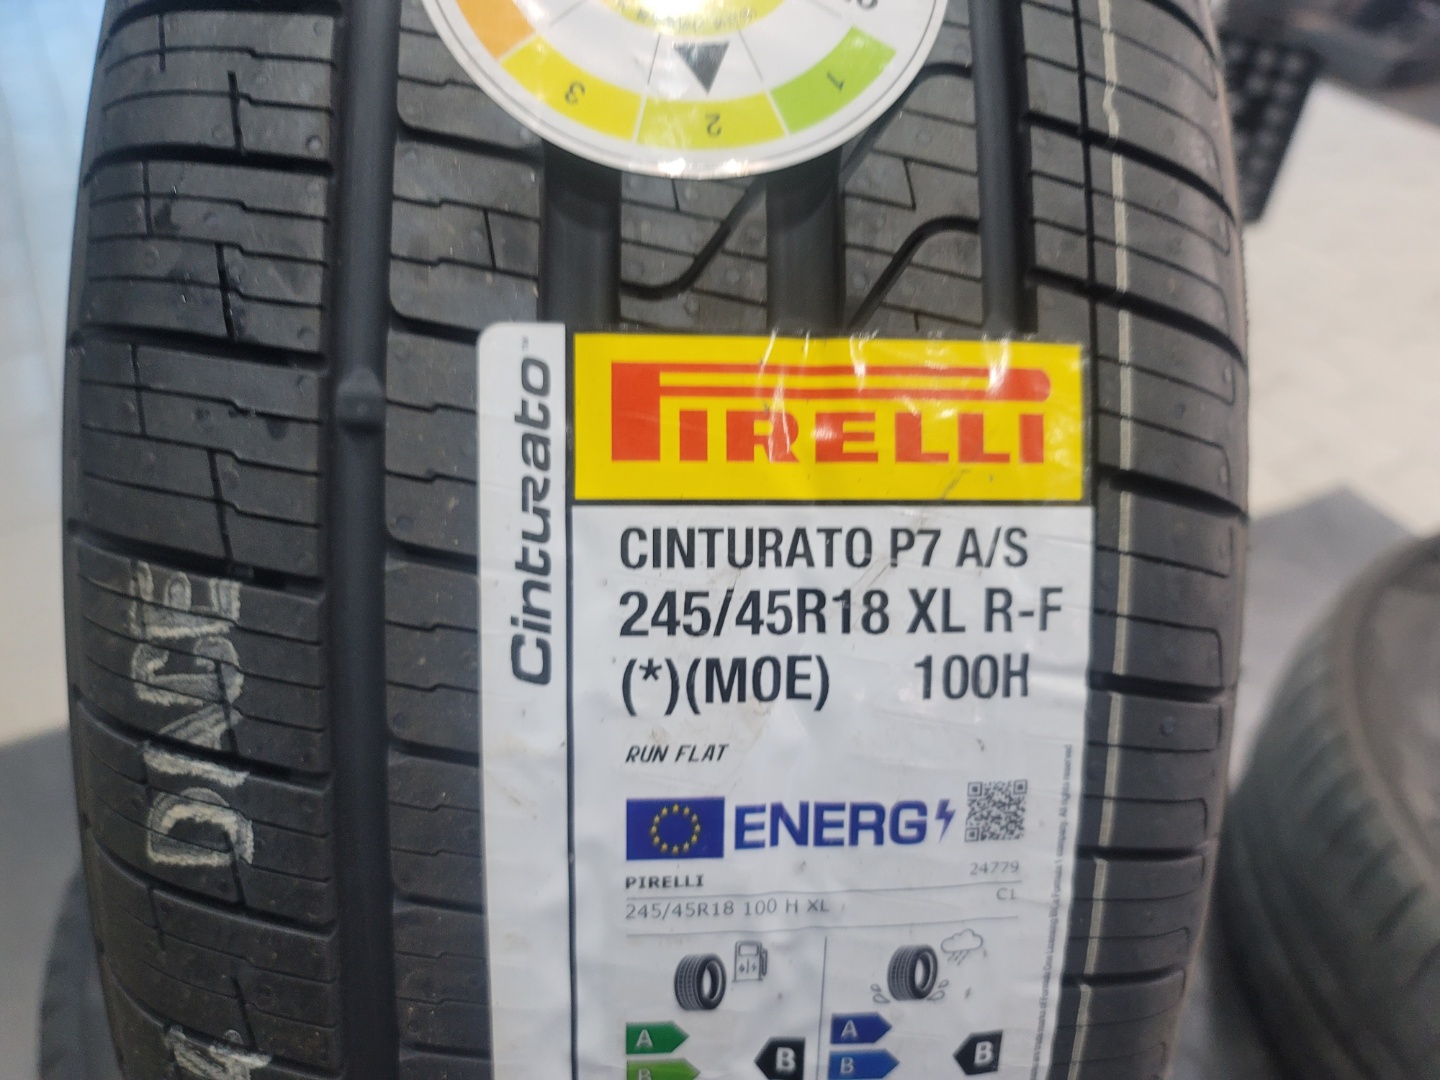 3
2
1
Cinturato™
PIRELLI
CINTURATO P7 A/S
245/45R18 XL R-F
(*)(MOE) 100H
RUN FLAT
ENERG
PIRELLI 24779
245/45R18 100 H XL C1
A
B
B
A
B
B